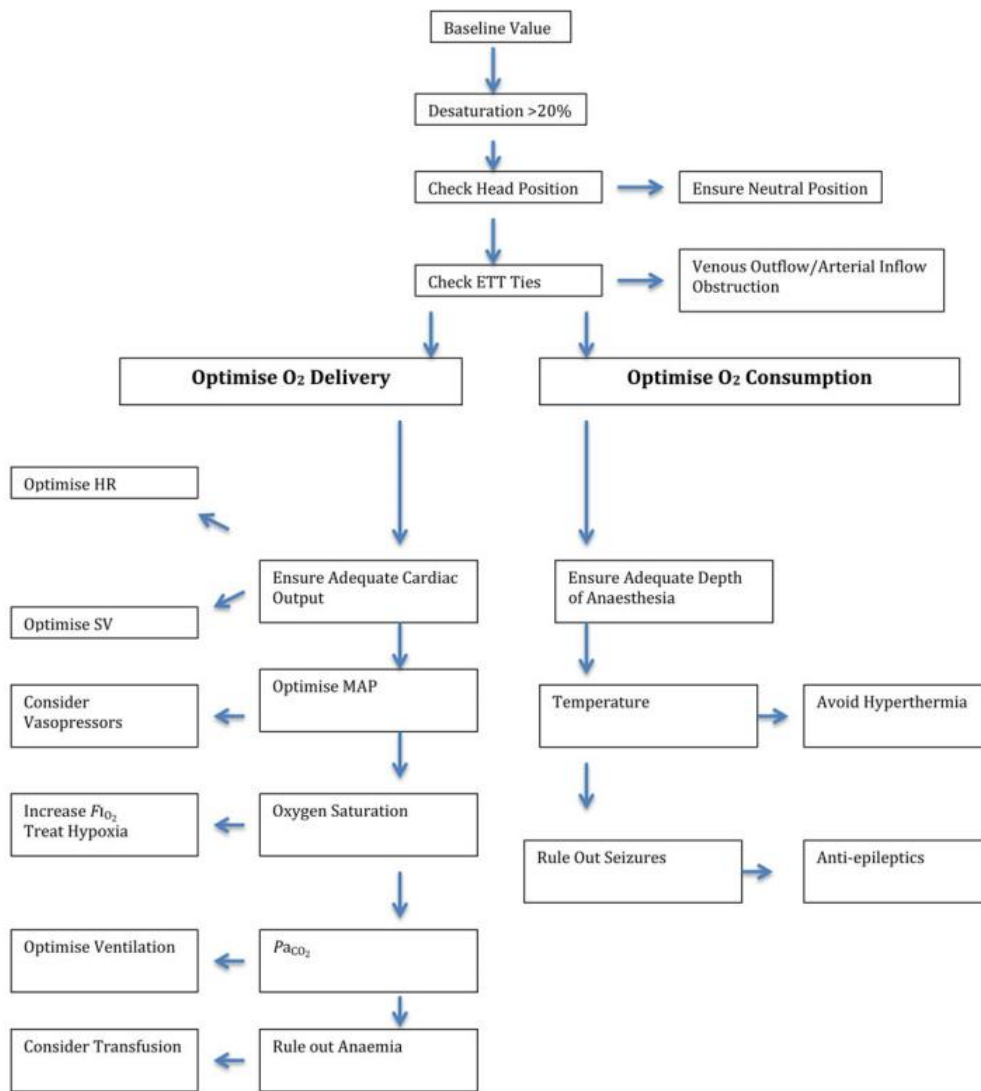 Baseline Value
Desaturation >20%
Check Head Position
Ensure Neutral Position
Check ETT Ties
Venous Outflow/Arterial Inflow
Obstruction
Optimise O₂ Delivery
Optimise O₂ Consumption
Optimise HR
Ensure Adequate Cardiac
Output
Optimise SV
Optimise MAP
Consider
Vasopressors
Oxygen Saturation
Increase FIO₂
Treat Hypoxia
PaCO₂
Optimise Ventilation
Rule out Anaemia
Consider Transfusion
Ensure Adequate Depth
of Anaesthesia
Temperature
Avoid Hyperthermia
Rule Out Seizures
Anti-epileptics